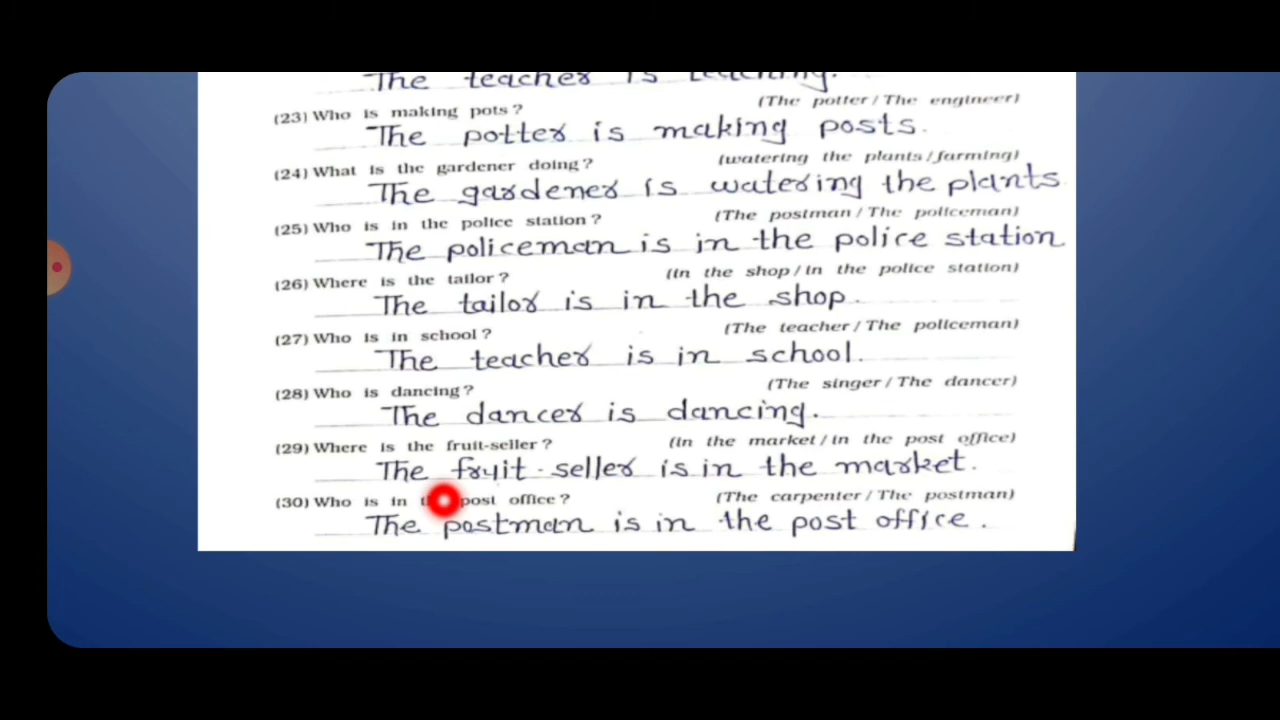 The teacher is teaching.
(23) Who is making pots ? (The potter / The engineer)
The potter is making posts.
(24) What is the gardener doing ? (watering the plants / farming)
The gardener is watering the plants.
(25) Who is in the police station ? (The postman / The policeman)
The policeman is in the police station
(26) Where is the tailor ? (in the shop / in the police station)
The tailor is in the shop.
(27) Who is in school ? (The teacher / The policeman)
The teacher is in school.
(28) Who is dancing ? (The singer / The dancer)
The dancer is dancing.
(29) Where is the fruit-seller ? (in the market / in the post office)
The fruit-seller is in the market.
(30) Who is in post office ? (The carpenter / The postman)
The postman is in the post office.